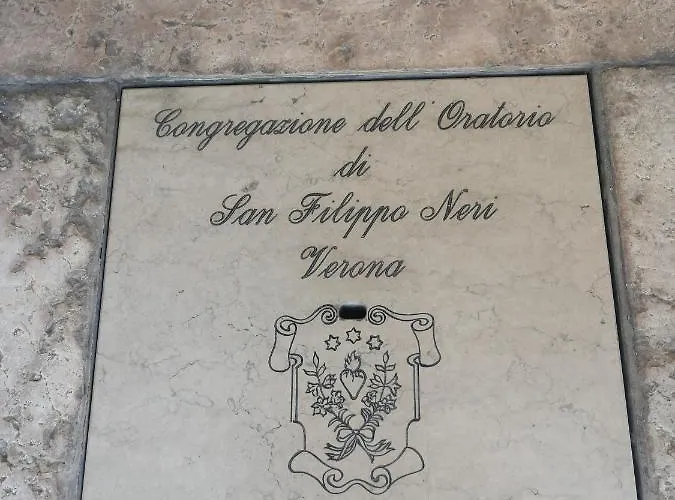 Congregazione dell' Oratorio
di
San Filippo Neri
Verona